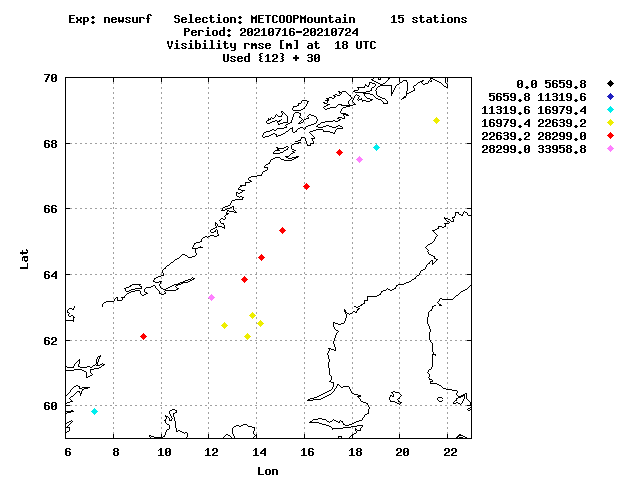 Exp: newsurf   Selection: METCOOPMountain     15 stations
Period: 20210716-20210724
Visibility rmse [m] at  18 UTC
Used {12} + 30
0.0 5659.8
5659.8 11319.6
11319.6 16979.4
16979.4 22639.2
22639.2 28299.0
28299.0 33958.8
70
68
66
64
62
60
Lat
6 8 10 12 14 16 18 20 22
Lon